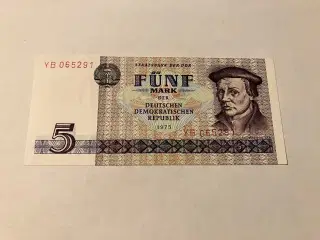 STAATSBANK DER DDR
YB 065291
FÜNF
MARK
DER
DEUTSCHEN
DEMOKRATISCHEN
REPUBLIK
1975
5
YB 065291